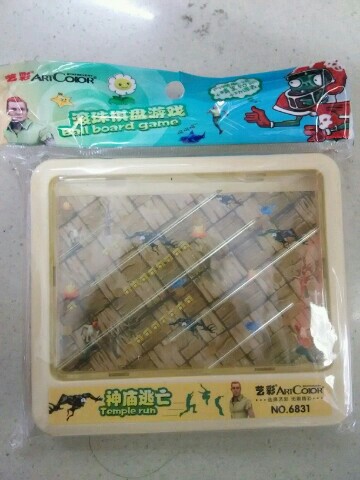 艺彩 ARTCOLOR
滚珠棋盘游戏
Ball board game
神庙逃亡
Temple run
艺彩 ARTCOLOR
NO.6831